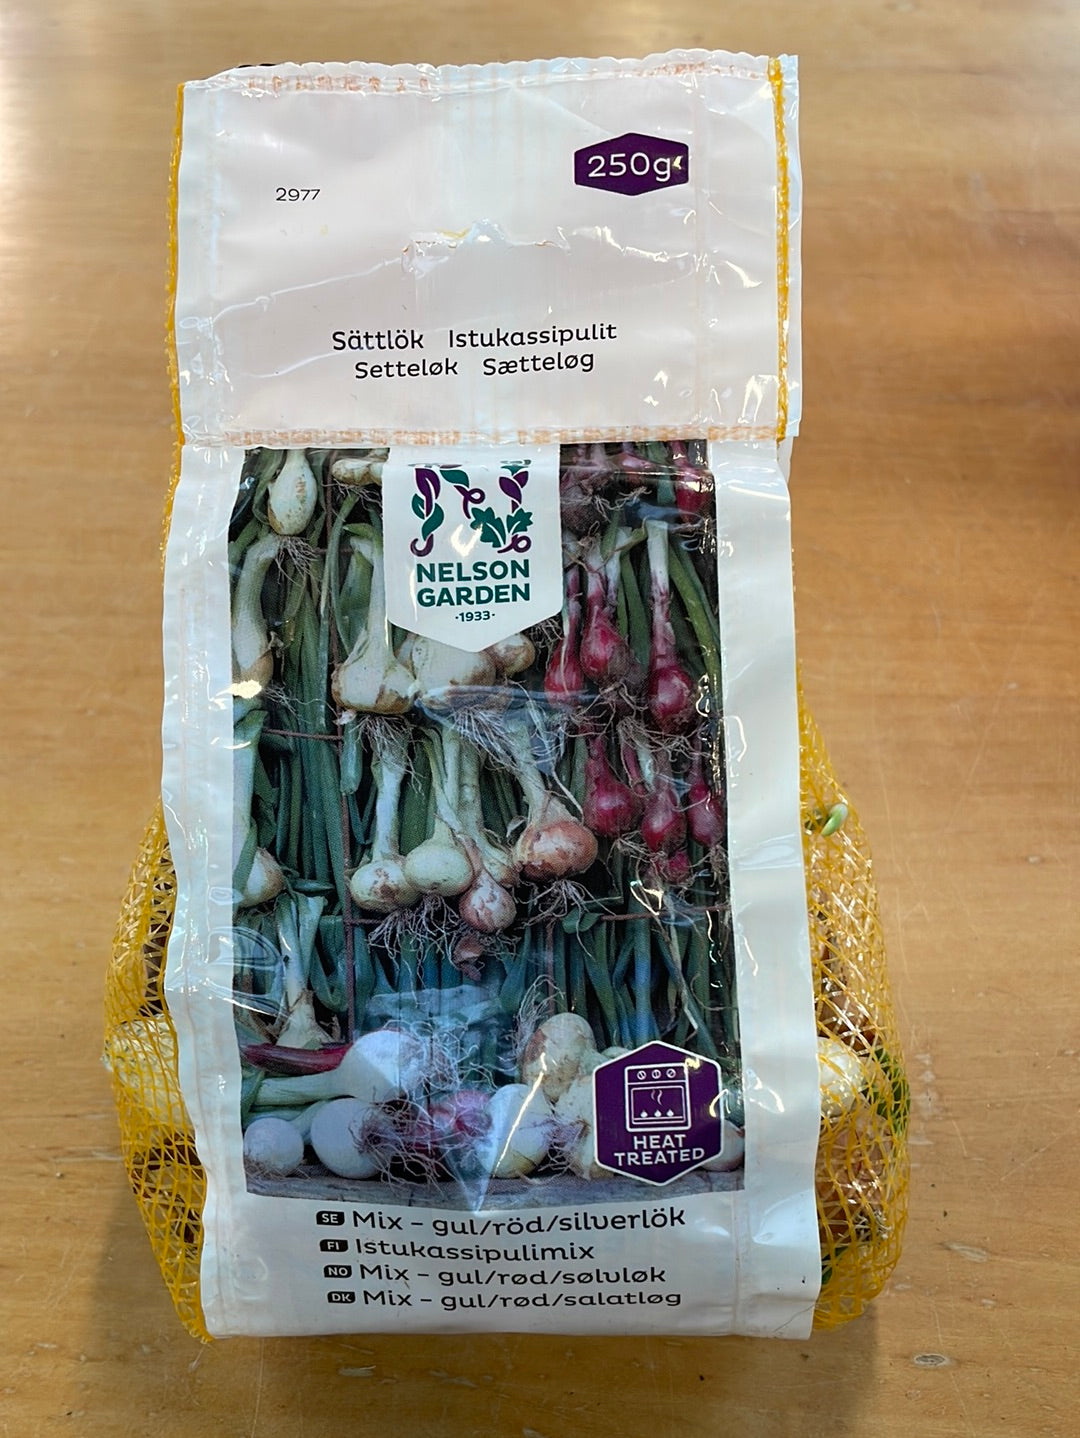 250g
2977
Sättlök Istukassipulit
Setteløk Sætteløg
NELSON
GARDEN
·1933·
HEAT
TREATED
SE Mix – gul/röd/silverlök
FI Istukassipulimix
NO Mix – gul/rød/sølvløk
DK Mix – gul/rød/salatløg